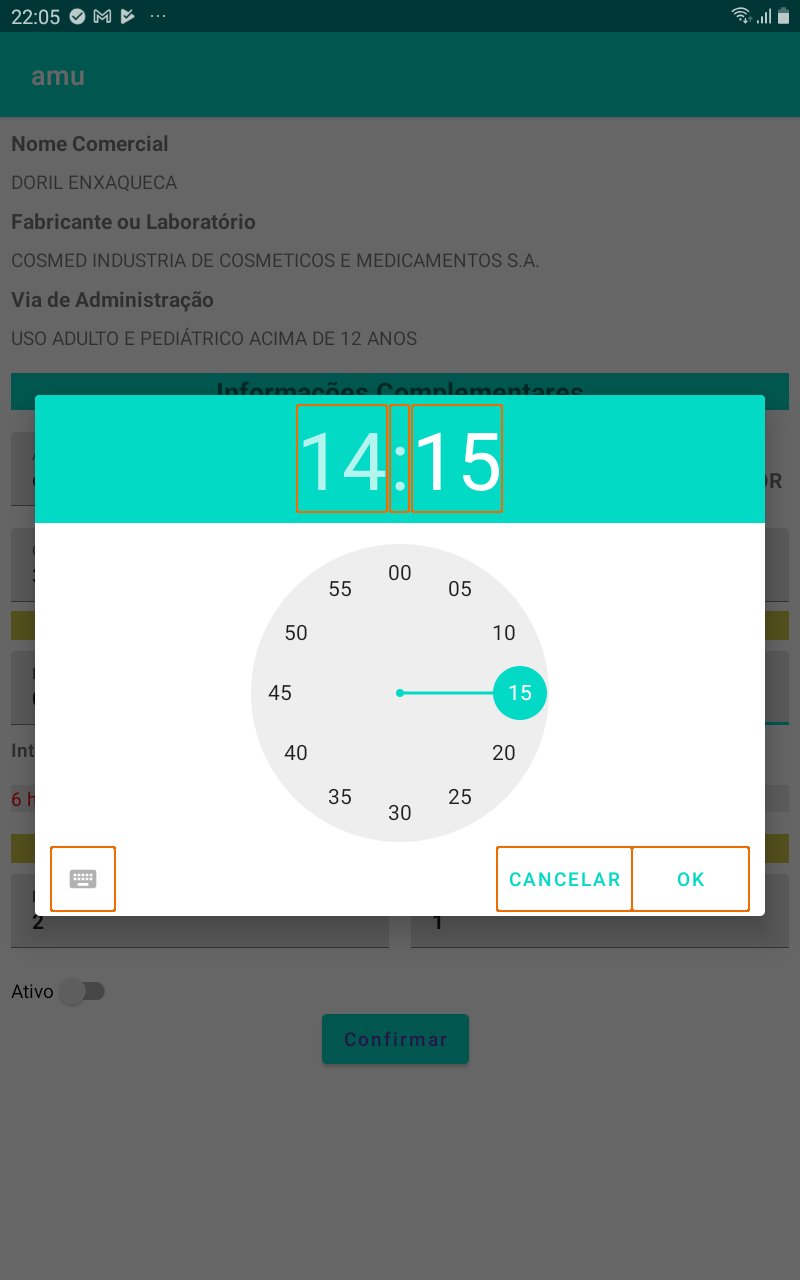 22:05
amu
Nome Comercial
DORIL ENXAQUECA
Fabricante ou Laboratório
COSMED INDUSTRIA DE COSMETICOS E MEDICAMENTOS S.A.
Via de Administração
USO ADULTO E PEDIÁTRICO ACIMA DE 12 ANOS
Informações Complementares
14:15
00
05
10
15
20
25
30
35
40
45
50
55
Int
6 h
CANCELAR
OK
2
1
Ativo
Confirmar